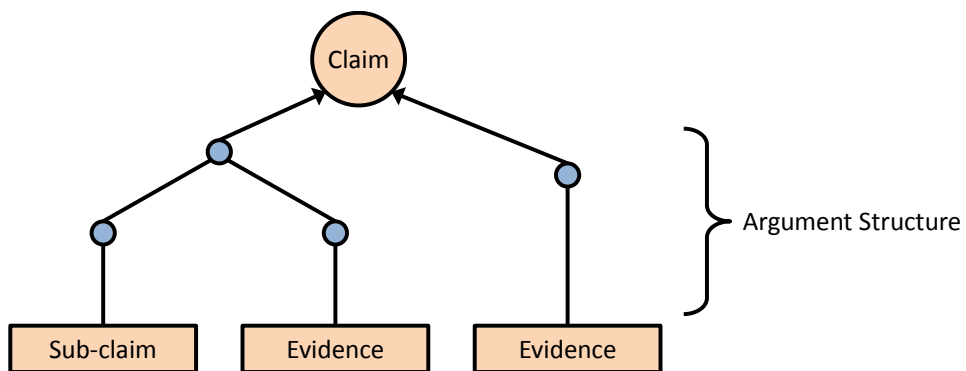 Claim
Argument Structure
Sub-claim
Evidence
Evidence